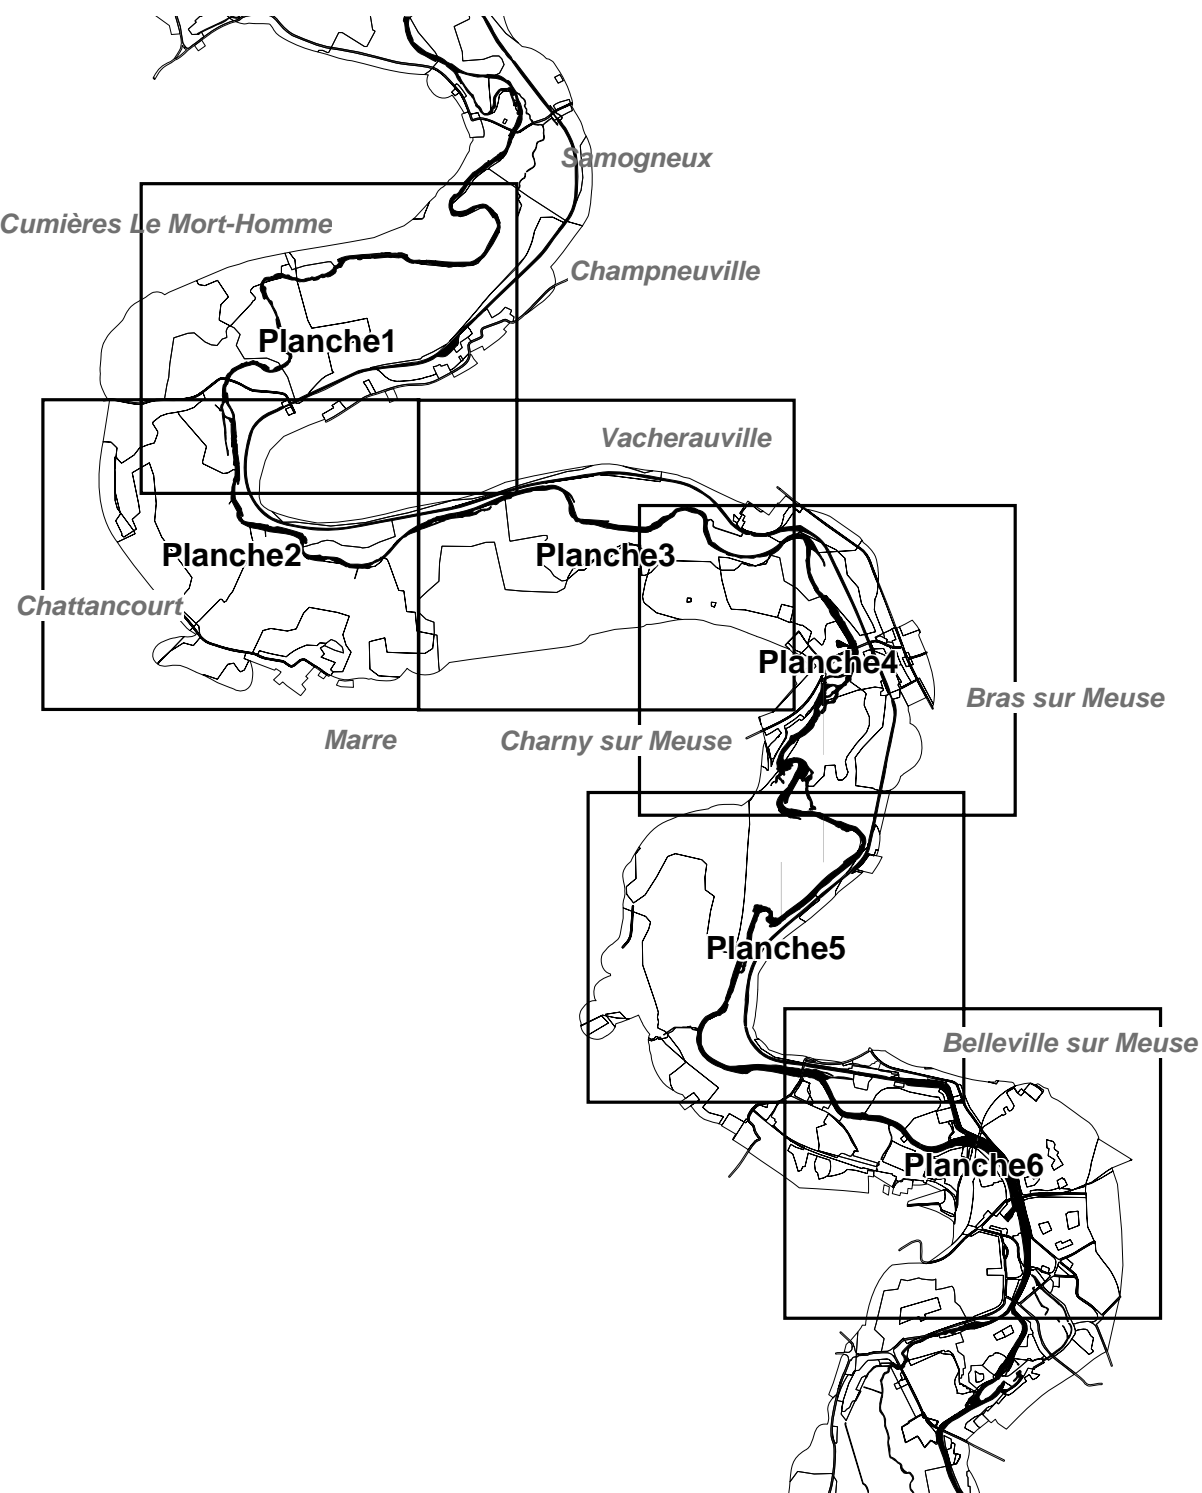 Samogneux
Cumières Le Mort-Homme
Champneuville
Planche1
Vacherauville
Planche2
Planche3
Chattancourt
Planche4
Bras sur Meuse
Marre
Charny sur Meuse
Planche5
Belleville sur Meuse
Planche6